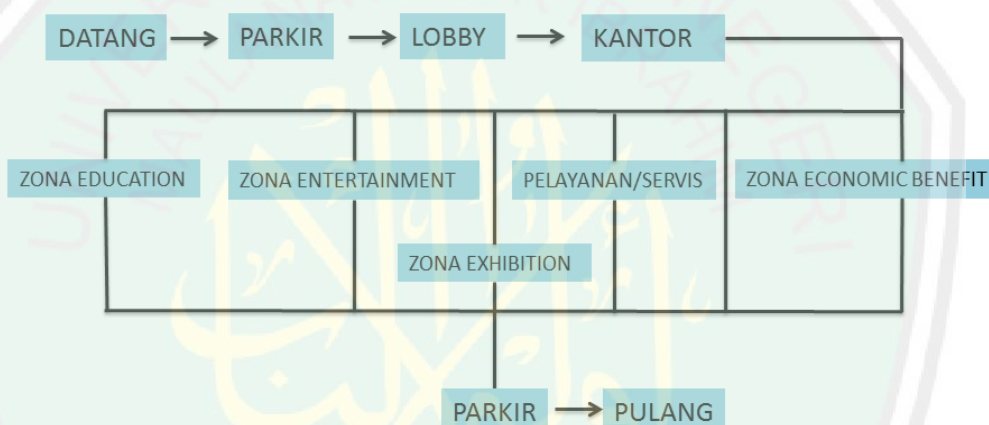 DATANG
PARKIR
LOBBY
KANTOR
ZONA EDUCATION
ZONA ENTERTAINMENT
PELAYANAN/SERVIS
ZONA ECONOMIC BENEFIT
ZONA EXHIBITION
PARKIR
PULANG